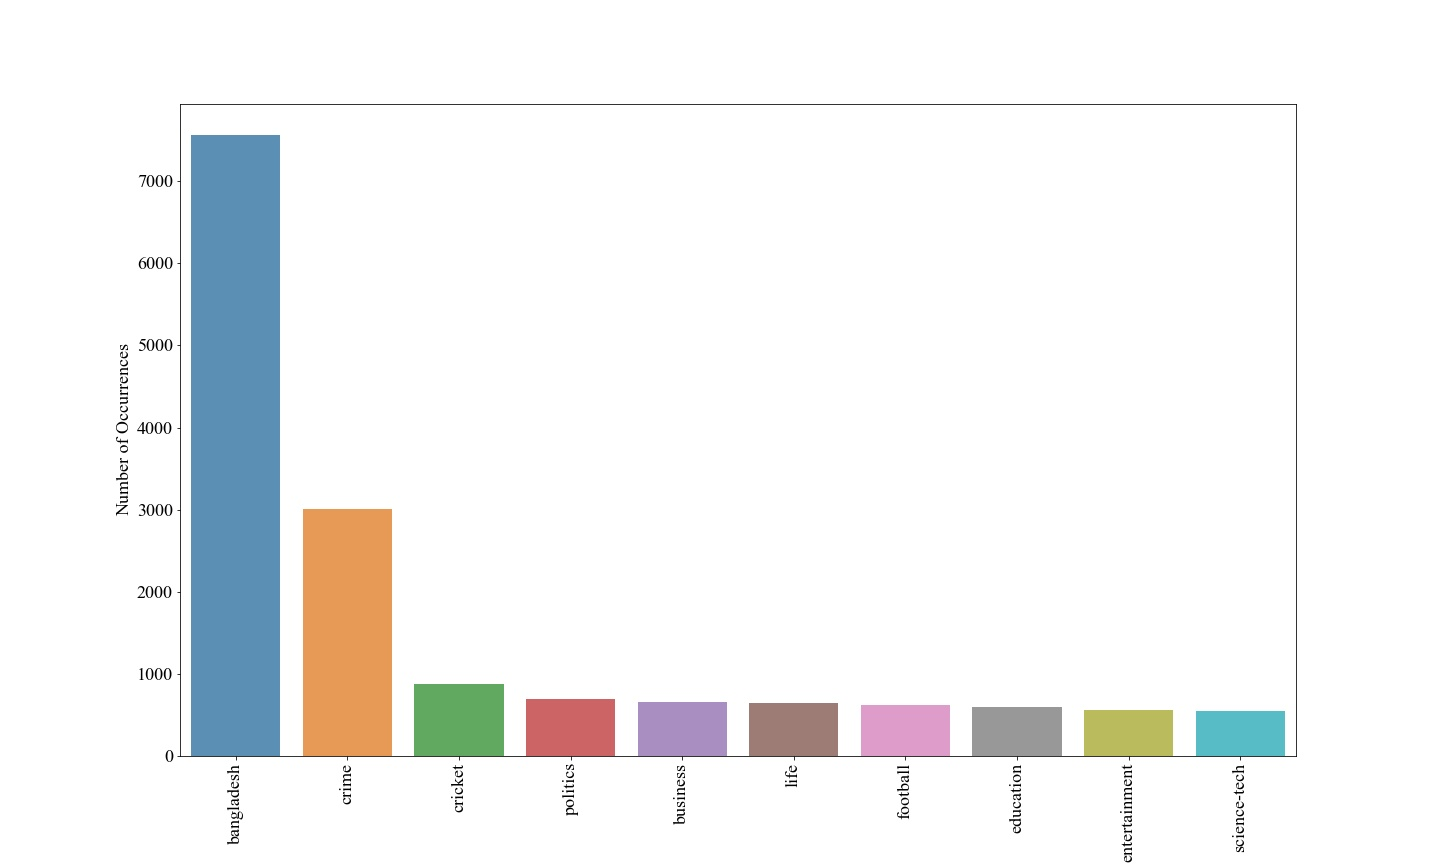 Number of Occurrences
7000
6000
5000
4000
3000
2000
1000
0
bangladesh
crime
cricket
politics
business
life
football
education
entertainment
science-tech